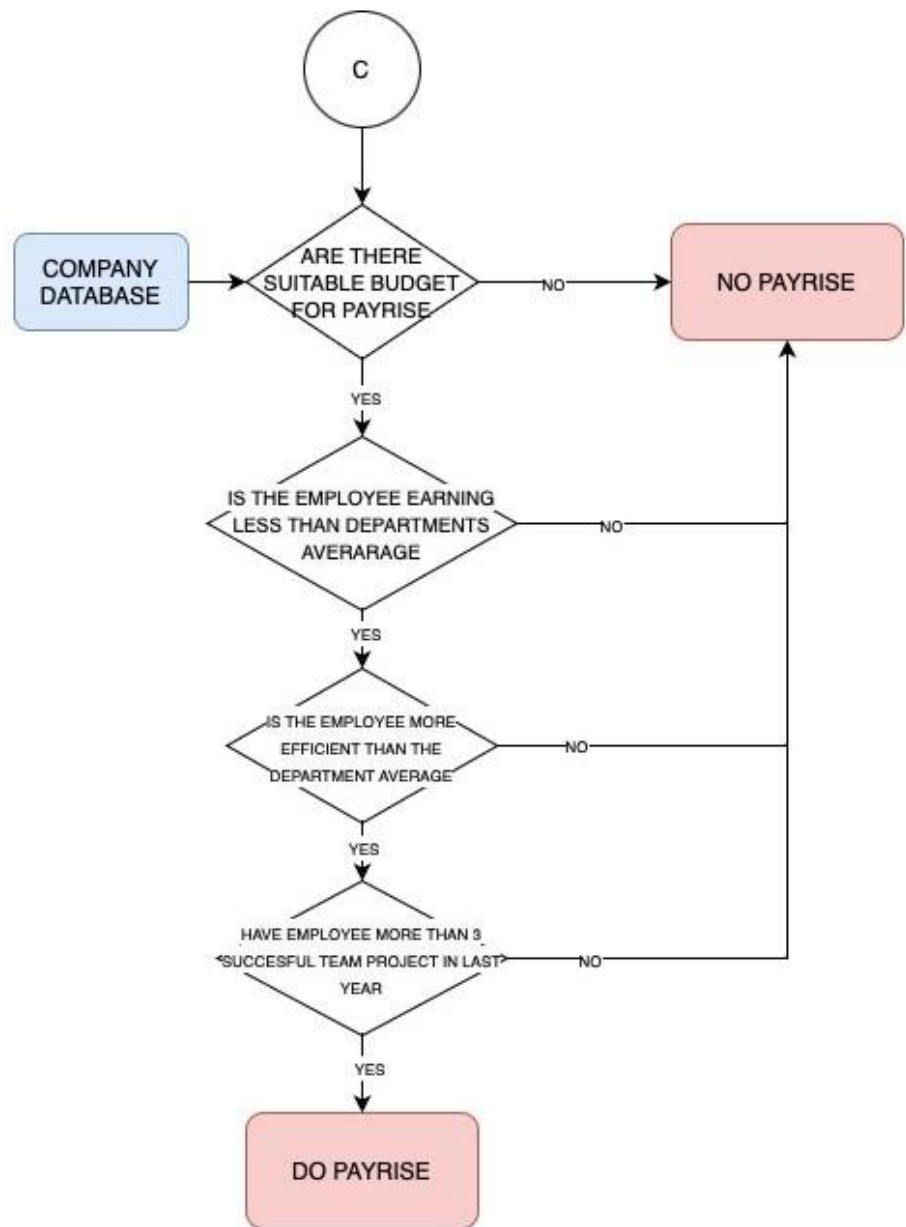 C
COMPANY
DATABASE
ARE THERE
SUITABLE BUDGET
FOR PAYRISE
NO
NO PAYRISE
YES
IS THE EMPLOYEE EARNING
LESS THAN DEPARTMENTS
AVERARAGE
NO
YES
IS THE EMPLOYEE MORE
EFFICIENT THAN THE
DEPARTMENT AVERAGE
NO
YES
HAVE EMPLOYEE MORE THAN 3
SUCCESFUL TEAM PROJECT IN LAST
YEAR
NO
YES
DO PAYRISE